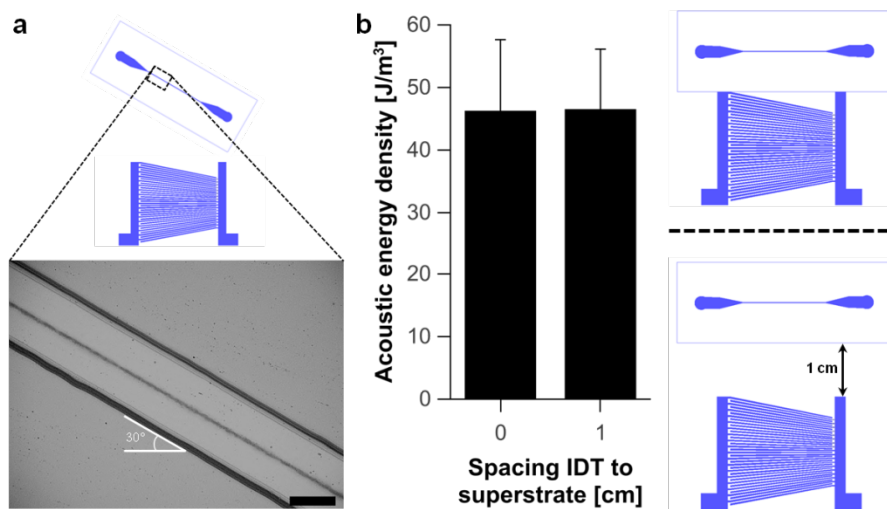 a
30°
b
Acoustic energy density [J/m³]
60
50
40
30
20
10
0
0 1
Spacing IDT to
superstrate [cm]
1 cm